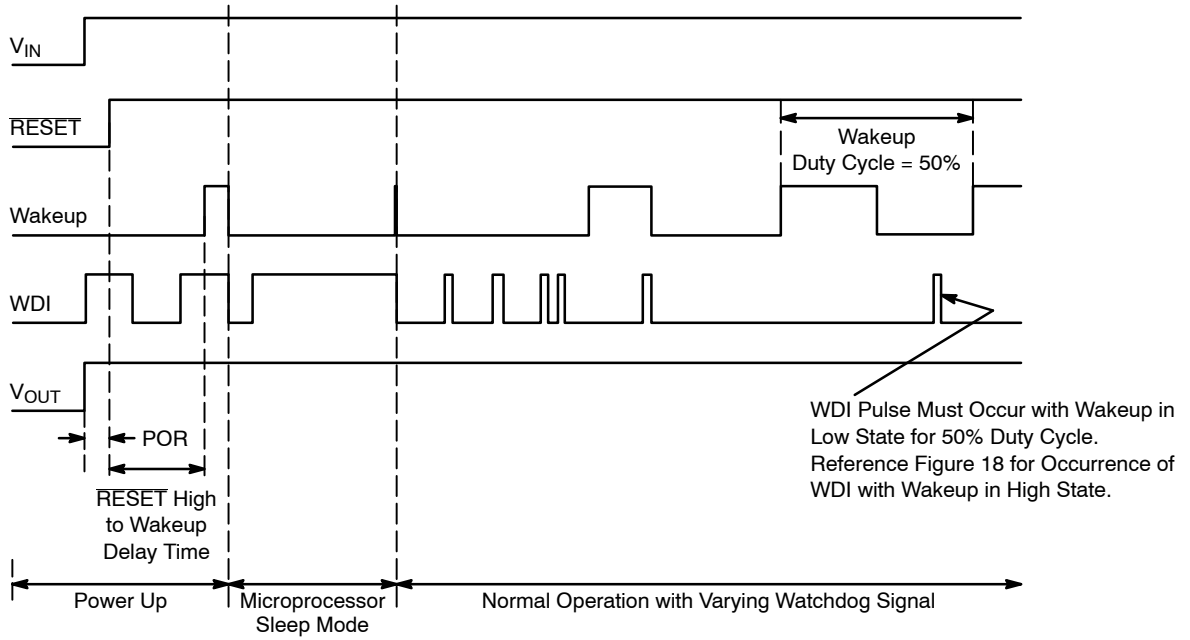 VIN
RESET
Wakeup
Duty Cycle = 50%
Wakeup
WDI
VOUT
POR
RESET High
to Wakeup
Delay Time
WDI Pulse Must Occur with Wakeup in
Low State for 50% Duty Cycle.
Reference Figure 18 for Occurrence of
WDI with Wakeup in High State.
Power Up
Microprocessor
Sleep Mode
Normal Operation with Varying Watchdog Signal